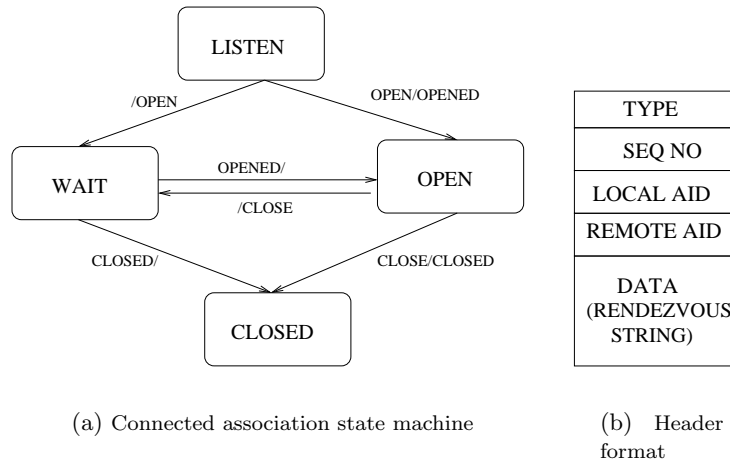 LISTEN
/OPEN
OPEN/OPENED
WAIT
OPENED/
/CLOSE
OPEN
CLOSED/
CLOSE/CLOSED
CLOSED
(a) Connected association state machine
TYPE
SEQ NO
LOCAL AID
REMOTE AID
DATA
(RENDEZVOUS
STRING)
(b) Header
format